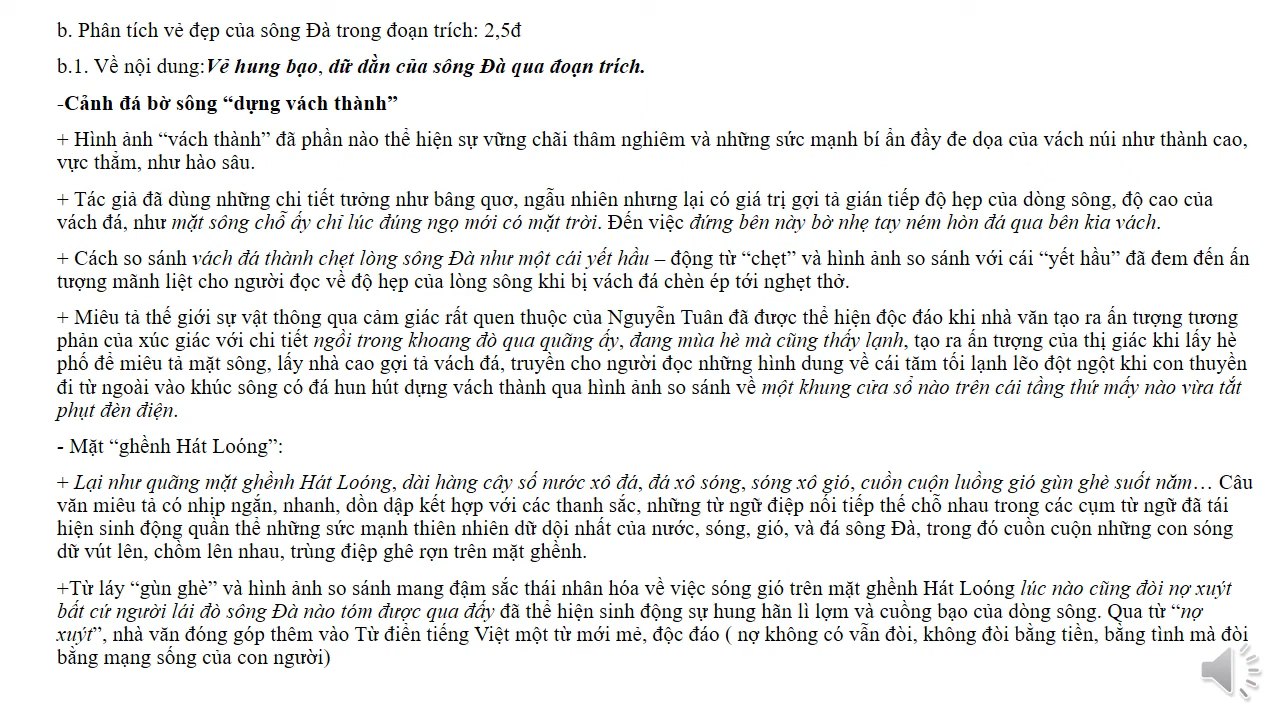 b. Phân tích vẻ đẹp của sông Đà trong đoạn trích: 2,5đ
b.1. Về nội dung:Vẻ hung bạo, dữ dằn của sông Đà qua đoạn trích.
-Cảnh đá bờ sông “dựng vách thành”
+ Hình ảnh “vách thành” đã phần nào thể hiện sự vững chãi thâm nghiêm và những sức mạnh bí ẩn đầy đe dọa của vách núi như thành cao,
vực thẳm, như hào sâu.
+ Tác giả đã dùng những chi tiết tưởng như bâng quơ, ngẫu nhiên nhưng lại có giá trị gợi tả gián tiếp độ hẹp của dòng sông, độ cao của
vách đá, như mặt sông chỗ ấy chỉ lúc đúng ngọ mới có mặt trời. Đến việc đứng bên này bờ nhẹ tay ném hòn đá qua bên kia vách.
+ Cách so sánh vách đá thành chẹt lòng sông Đà như một cái yết hầu – động từ “chẹt” và hình ảnh so sánh với cái “yết hầu” đã đem đến ấn
tượng mãnh liệt cho người đọc về độ hẹp của lòng sông khi bị vách đá chèn ép tới nghẹt thở.
+ Miêu tả thế giới sự vật thông qua cảm giác rất quen thuộc của Nguyễn Tuân đã được thể hiện độc đáo khi nhà văn tạo ra ấn tượng tương
phản của xúc giác với chi tiết ngồi trong khoang đò qua quãng ấy, đang mùa hè mà cũng thấy lạnh, tạo ra ấn tượng của thị giác khi lấy hè
phố để miêu tả mặt sông, lấy nhà cao gợi tả vách đá, truyền cho người đọc những hình dung về cái tăm tối lạnh lẽo đột ngột khi con thuyền
đi từ ngoài vào khúc sông có đá hun hút dựng vách thành qua hình ảnh so sánh về một khung cửa sổ nào trên cái tầng thứ mấy nào vừa tắt
phụt đèn điện.
- Mặt “ghềnh Hát Loóng”:
+ Lại như quãng mặt ghềnh Hát Loóng, dài hàng cây số nước xô đá, đá xô sóng, sóng xô gió, cuồn cuộn luồng gió gùn ghè suốt năm… Câu
văn miêu tả có nhịp ngắn, nhanh, dồn dập kết hợp với các thanh sắc, những từ ngữ điệp nối tiếp thế chỗ nhau trong các cụm từ ngữ đã tái
hiện sinh động quần thể những sức mạnh thiên nhiên dữ dội nhất của nước, sóng, gió, và đá sông Đà, trong đó cuồn cuộn những con sóng
dữ vút lên, chồm lên nhau, trùng điệp ghê rợn trên mặt ghềnh.
+Từ láy “gùn ghè” và hình ảnh so sánh mang đậm sắc thái nhân hóa về việc sóng gió trên mặt ghềnh Hát Loóng lúc nào cũng đòi nợ xuýt
bất cứ người lái đò sông Đà nào tóm được qua đấy đã thể hiện sinh động sự hung hãn lì lợm và cuồng bạo của dòng sông. Qua từ “nợ
xuýt”, nhà văn đóng góp thêm vào Từ điển tiếng Việt một từ mới mẻ, độc đáo ( nợ không có vẫn đòi, không đòi bằng tiền, bằng tình mà đòi
bằng mạng sống của con người)